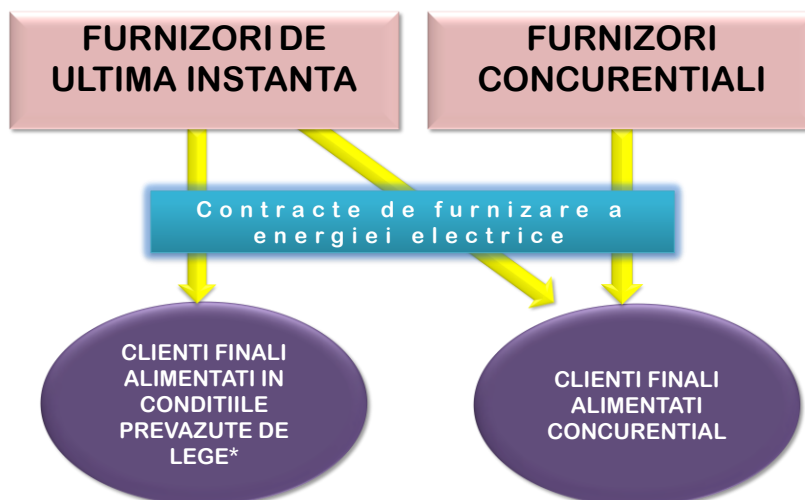 FURNIZORI DE
ULTIMA INSTANTA
FURNIZORI
CONCURENTIALI
Contracte de furnizare a
energiei electrice
CLIENTI FINALI
ALIMENTATI IN
CONDITIILE
PREVAZUTE DE
LEGE*
CLIENTI FINALI
ALIMENTATI
CONCURENTIAL